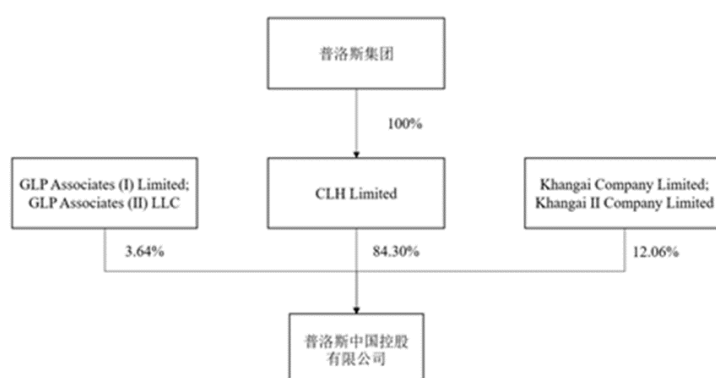 普洛斯集团
100%
GLP Associates (I) Limited;
GLP Associates (II) LLC
CLH Limited
Khangai Company Limited;
Khangai II Company Limited
3.64%
84.30%
12.06%
普洛斯中国控股
有限公司